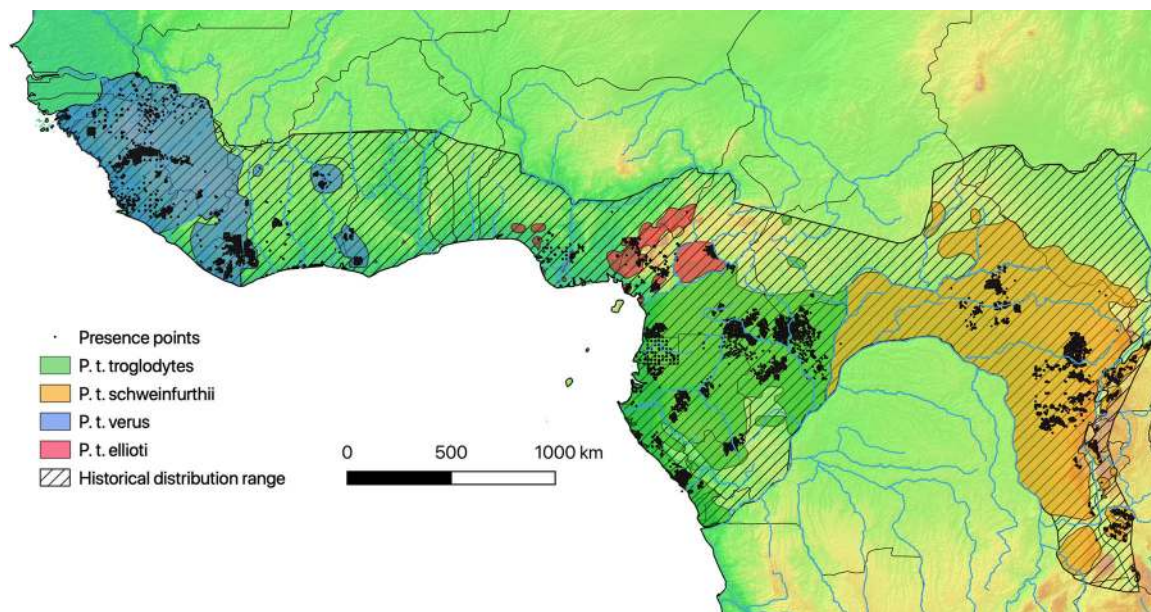 Presence points
P. t. troglodytes
P. t. schweinfurthii
P. t. verus
P. t. ellioti
Historical distribution range
0 500 1000 km